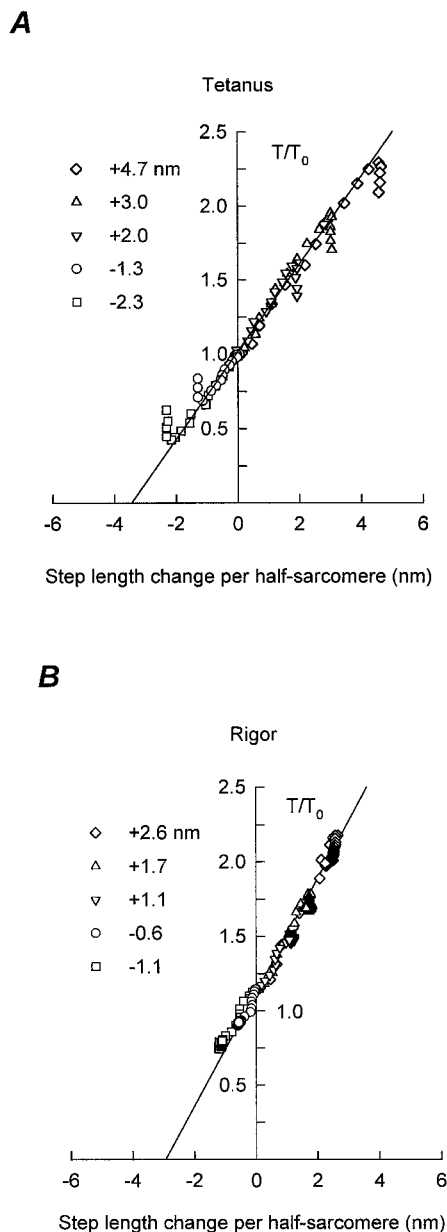 A
Tetanus
2.5
T/T0
+4.7 nm
2.0
+3.0
+2.0
1.5
-1.3
-2.3
1.0
0.5
-6 -4 -2 0 2 4 6
Step length change per half-sarcomere (nm)
B
Rigor
2.5
T/T0
+2.6 nm
+1.7
2.0
+1.1
-0.6
1.5
-1.1
1.0
0.5
-6 -4 -2 0 2 4 6
Step length change per half-sarcomere (nm)